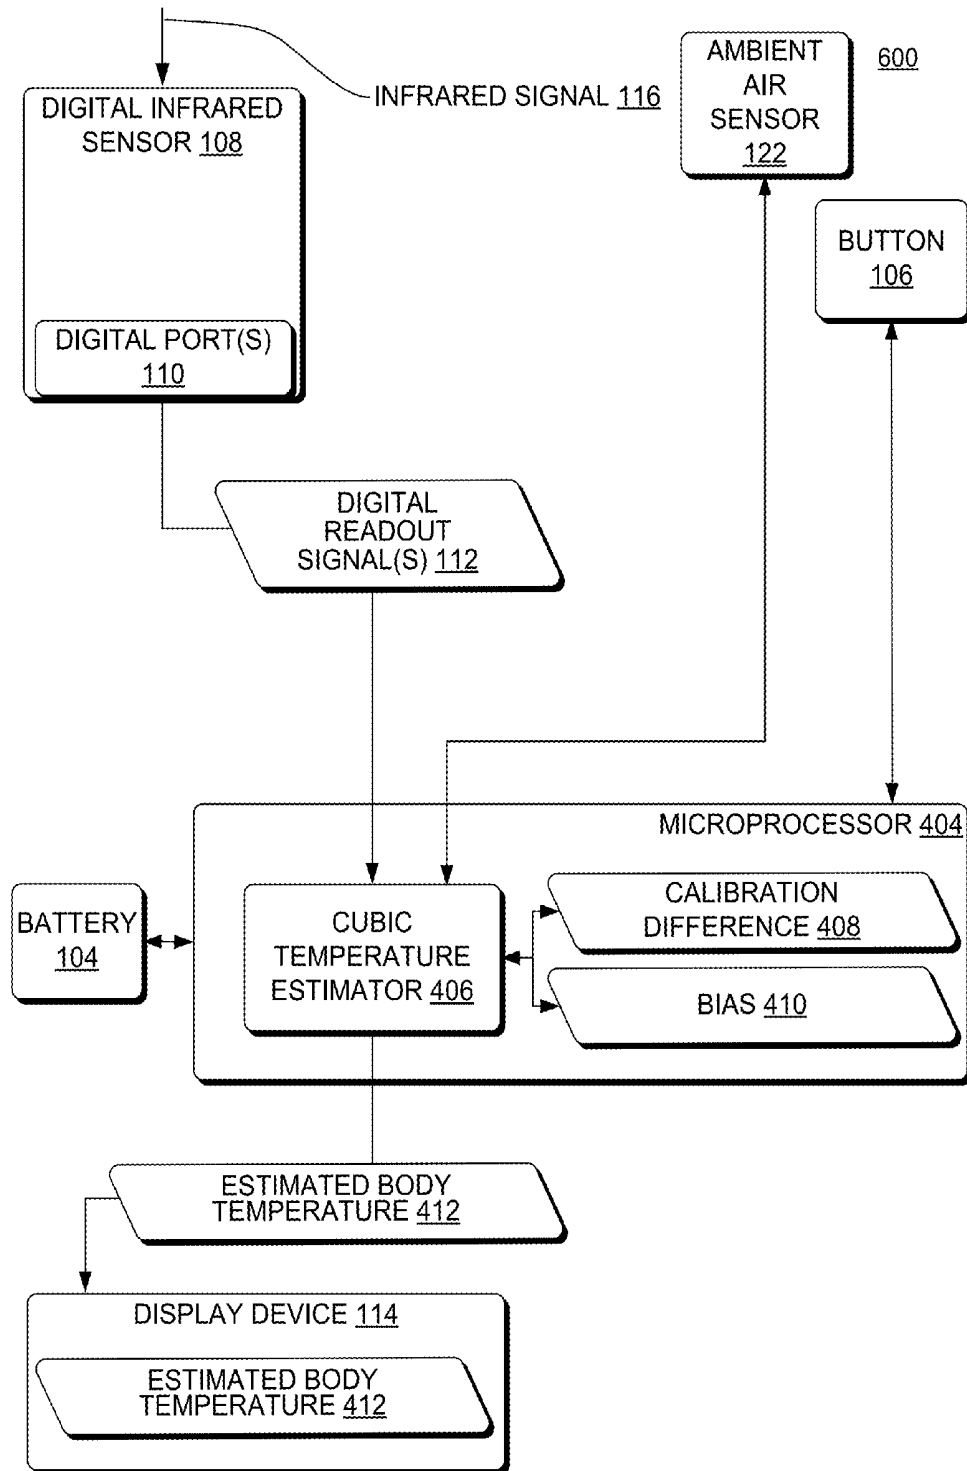 INFRARED SIGNAL 116
AMBIENT
AIR
SENSOR
122
600
DIGITAL INFRARED
SENSOR 108
DIGITAL PORT(S)
110
BUTTON
106
DIGITAL
READOUT
SIGNAL(S) 112
MICROPROCESSOR 404
BATTERY
104
CUBIC
TEMPERATURE
ESTIMATOR 406
CALIBRATION
DIFFERENCE 408
BIAS 410
ESTIMATED BODY
TEMPERATURE 412
DISPLAY DEVICE 114
ESTIMATED BODY
TEMPERATURE 412